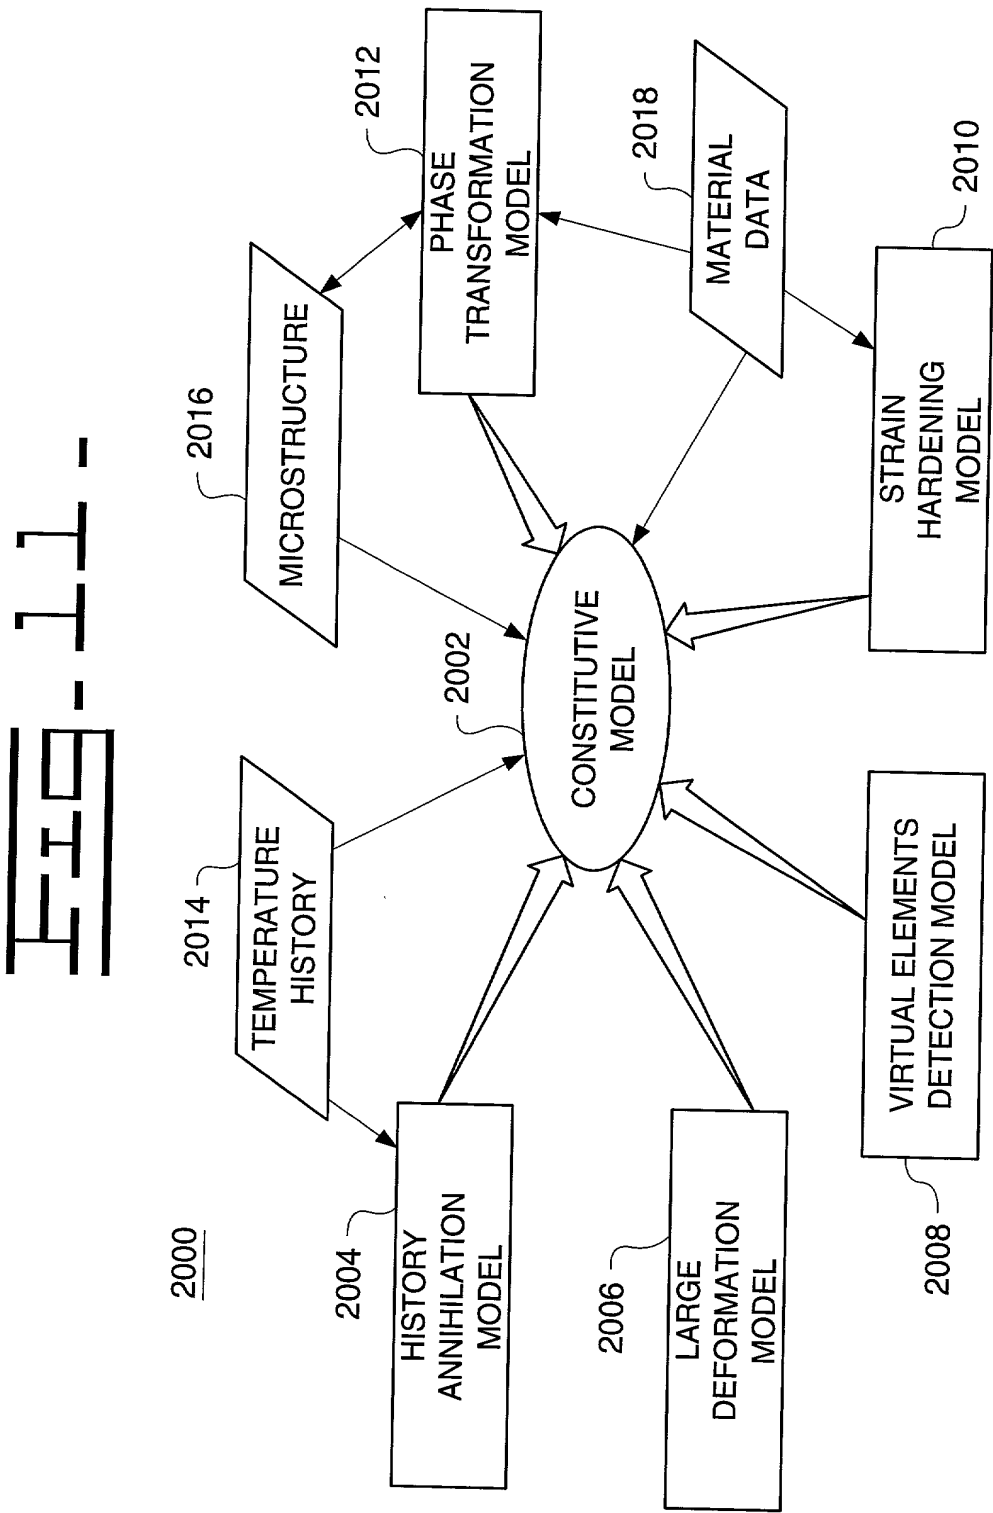 2000
2014
TEMPERATURE
HISTORY
2016
MICROSTRUCTURE
2004
HISTORY
ANNIHILATION
MODEL
2002
CONSTITUTIVE
MODEL
2012
PHASE
TRANSFORMATION
MODEL
2006
LARGE
DEFORMATION
MODEL
2018
MATERIAL
DATA
2008
VIRTUAL ELEMENTS
DETECTION MODEL
STRAIN
HARDENING
MODEL
2010
Fig- 11 -